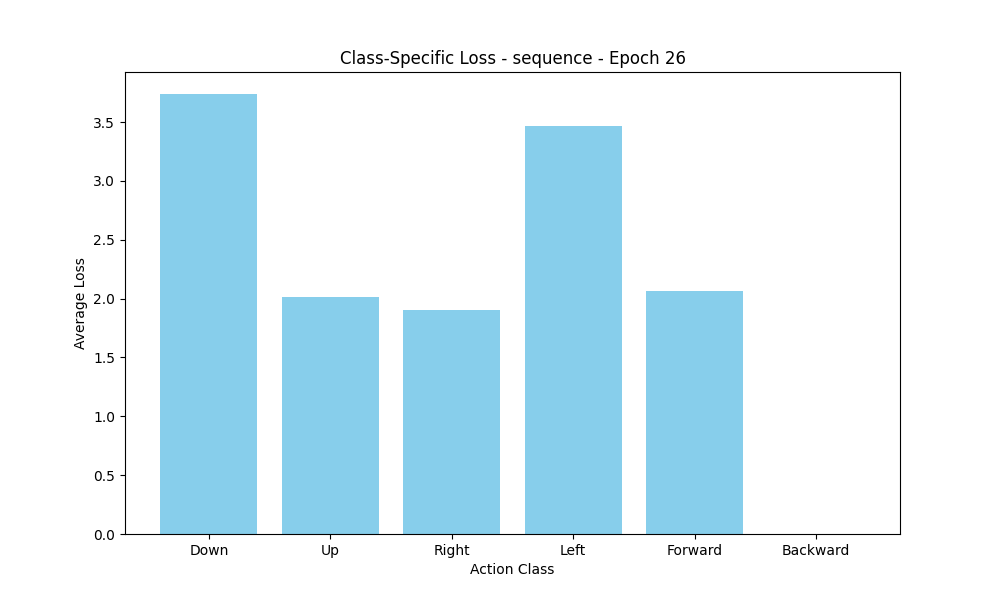 Class-Specific Loss - sequence - Epoch 26
Average Loss
3.5
3.0
2.5
2.0
1.5
1.0
0.5
0.0
Down Up Right Left Forward Backward
Action Class